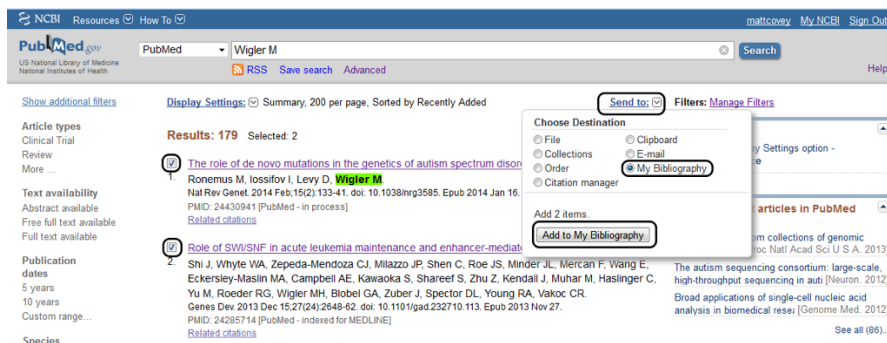 NCBI Resources How To mattcovey My NCBI Sign Out
PubMed.gov PubMed Wigler M Search
US National Library of Medicine
National Institutes of Health
RSS Save search Advanced Help
Show additional filters
Article types
Clinical Trial
Review
More ...
Text availability
Abstract available
Free full text available
Full text available
Publication
dates
5 years
10 years
Custom range...
Species
Display Settings: Summary, 200 per page, Sorted by Recently Added Send to: Filters: Manage Filters
Results: 179 Selected: 2
The role of de novo mutations in the genetics of autism spectrum
1. Ronemus M, Iossifov I, Levy D, Wigler M.
Nat Rev Genet. 2014 Feb;15(2):133-41. doi: 10.1038/nrg3585. Epub 2014 Jan 16.
PMID: 24430941 [PubMed - in process]
Related citations
Role of SWI/SNF in acute leukemia maintenance and
2. Shi J, Whyte WA, Zepeda-Mendoza CJ, Milazzo JP, Shen C, Roe JS, Minder JL, Mercan F, Wang E,
Eckersley-Maslin MA, Campbell AE, Kawaoka S, Shareef S, Zhu Z, Kendall J, Muhar M, Haslinger C,
Yu M, Roeder RG, Wigler MH, Blobel GA, Zuber J, Spector DL, Young RA, Vakoc CR.
Genes Dev. 2013 Dec 15;27(24):2648-62. doi: 10.1101/gad.232710.113. Epub 2013 Nov 27.
PMID: 24285714 [PubMed - indexed for MEDLINE]
Related citations
Choose Destination
File Clipboard
Collections E-mail
Order My Bibliography
Citation manager
Add 2 items.
Add to My Bibliography
Settings option -
articles in PubMed
collections of genomic
Natl Acad Sci U S A. 2013
The autism sequencing consortium: large-scale,
high-throughput sequencing in auti [Neuron. 2012
Broad applications of single-cell nucleic acid
analysis in biomedical resea [Genome Med. 2012
See all (86)..